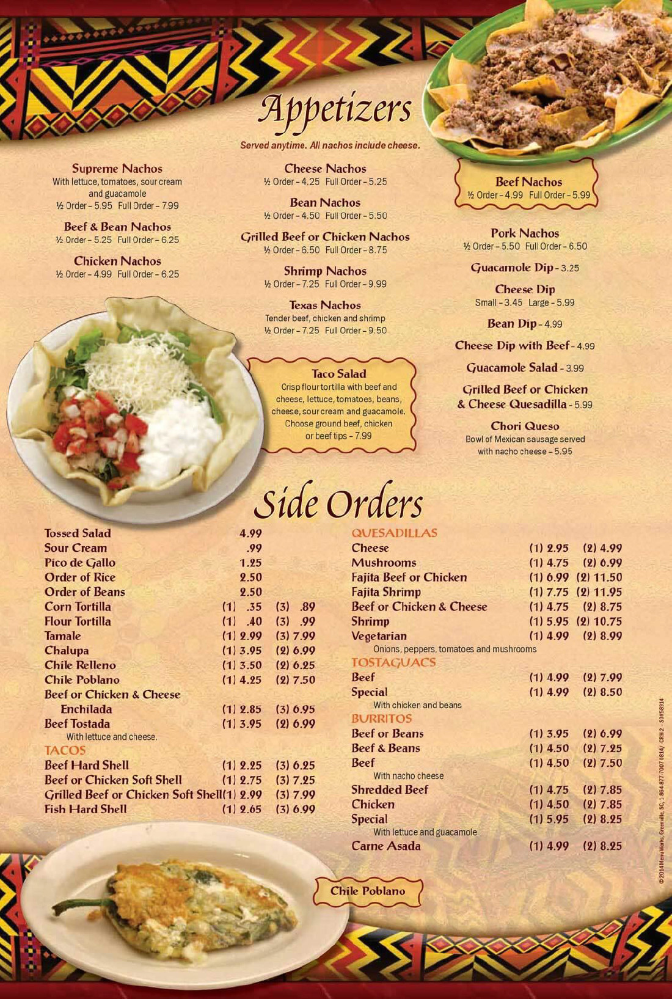 Appetizers
Served anytime. All nachos include cheese.
Supreme Nachos
With lettuce, tomatoes, sour cream
and guacamole
½ Order – 5.95 Full Order – 7.99
Beef & Bean Nachos
½ Order – 5.25 Full Order – 6.25
Chicken Nachos
½ Order – 4.99 Full Order – 6.25
Cheese Nachos
½ Order – 4.25 Full Order – 5.25
Bean Nachos
½ Order – 4.50 Full Order – 5.50
Grilled Beef or Chicken Nachos
½ Order – 6.50 Full Order – 8.75
Shrimp Nachos
½ Order – 7.25 Full Order – 9.99
Texas Nachos
Tender beef, chicken and shrimp
½ Order – 7.25 Full Order – 9.50
Taco Salad
Crisp flour tortilla with beef and
cheese, lettuce, tomatoes, beans,
cheese, sour cream and guacamole.
Choose ground beef, chicken
or beef tips – 7.99
Beef Nachos
½ Order – 4.99 Full Order – 5.99
Pork Nachos
½ Order – 5.50 Full Order – 6.50
Guacamole Dip – 3.25
Cheese Dip
Small – 3.45 Large – 5.99
Bean Dip – 4.99
Cheese Dip with Beef – 4.99
Guacamole Salad – 3.99
Grilled Beef or Chicken
& Cheese Quesadilla – 5.99
Chori Queso
Bowl of Mexican sausage served
with nacho cheese – 5.95
Side Orders
Tossed Salad 4.99
Sour Cream .99
Pico de Gallo 1.25
Order of Rice 2.50
Order of Beans 2.50
Corn Tortilla (1) .35 (3) .89
Flour Tortilla (1) .40 (3) .99
Tamale (1) 2.99 (3) 7.99
Chalupa (1) 3.95 (2) 6.99
Chile Relleno (1) 3.50 (2) 6.25
Chile Poblano (1) 4.25 (2) 7.50
Beef or Chicken & Cheese
Enchilada (1) 2.85 (3) 6.95
Beef Tostada (1) 3.95 (2) 6.99
With lettuce and cheese.
TACOS
Beef Hard Shell (1) 2.25 (3) 6.25
Beef or Chicken Soft Shell (1) 2.75 (3) 7.25
Grilled Beef or Chicken Soft Shell (1) 2.99 (3) 7.99
Fish Hard Shell (1) 2.65 (3) 6.99
QUESADILLAS
Cheese (1) 2.95 (2) 4.99
Mushrooms (1) 4.75 (2) 6.99
Fajita Beef or Chicken (1) 6.99 (2) 11.50
Fajita Shrimp (1) 7.75 (2) 11.95
Beef or Chicken & Cheese (1) 4.75 (2) 8.75
Shrimp (1) 5.95 (2) 10.75
Vegetarian (1) 4.99 (2) 8.99
Onions, peppers, tomatoes and mushrooms
TOSTAGUACS
Beef (1) 4.99 (2) 7.99
Special (1) 4.99 (2) 8.50
With chicken and beans
BURRITOS
Beef or Beans (1) 3.95 (2) 6.99
Beef & Beans (1) 4.50 (2) 7.25
Beef (1) 4.50 (2) 7.50
With nacho cheese
Shredded Beef (1) 4.75 (2) 7.85
Chicken (1) 4.50 (2) 7.85
Special (1) 5.95 (2) 8.25
With lettuce and guacamole
Carne Asada (1) 4.99 (2) 8.25
Chile Poblano
© 2014 Menu Works, Greenville, SC, 1-864-877-7007 0814/ -CRH-2 - SO#58914